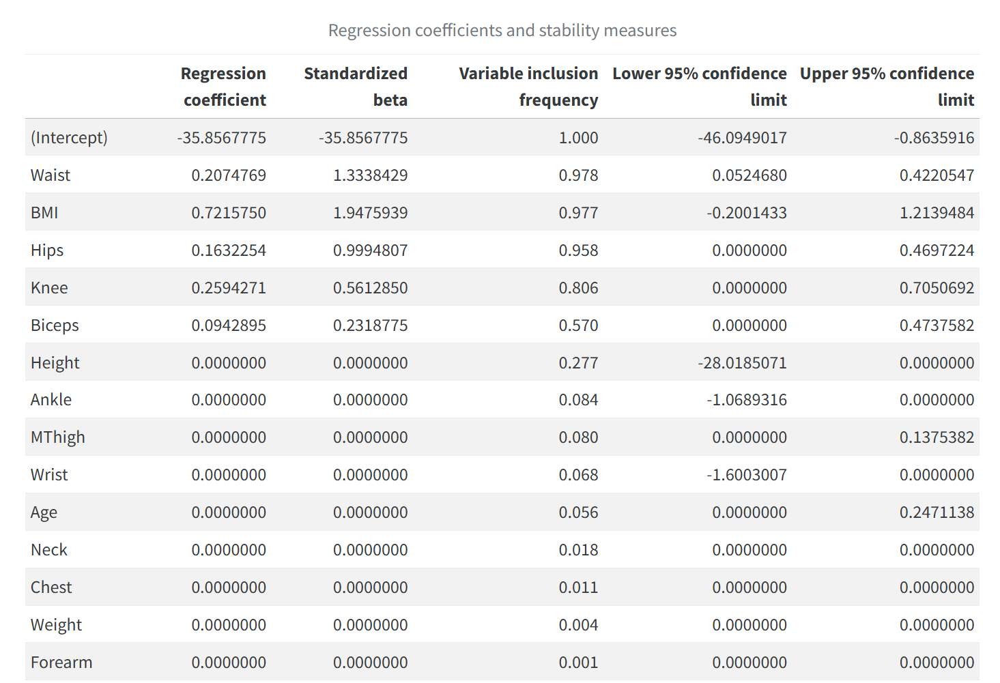 Regression coefficients and stability measures
Regression Standardized Variable inclusion Lower 95% confidence Upper 95% confidence
coefficient beta frequency limit limit
(Intercept) -35.8567775 -35.8567775 1.000 -46.0949017 -0.8635916
Waist 0.2074769 1.3338429 0.978 0.0524680 0.4220547
BMI 0.7215750 1.9475939 0.977 -0.2001433 1.2139484
Hips 0.1632254 0.9994807 0.958 0.0000000 0.4697224
Knee 0.2594271 0.5612850 0.806 0.0000000 0.7050692
Biceps 0.0942895 0.2318775 0.570 0.0000000 0.4737582
Height 0.0000000 0.0000000 0.277 -28.0185071 0.0000000
Ankle 0.0000000 0.0000000 0.084 -1.0689316 0.0000000
MThigh 0.0000000 0.0000000 0.080 0.0000000 0.1375382
Wrist 0.0000000 0.0000000 0.068 -1.6003007 0.0000000
Age 0.0000000 0.0000000 0.056 0.0000000 0.2471138
Neck 0.0000000 0.0000000 0.018 0.0000000 0.0000000
Chest 0.0000000 0.0000000 0.011 0.0000000 0.0000000
Weight 0.0000000 0.0000000 0.004 0.0000000 0.0000000
Forearm 0.0000000 0.0000000 0.001 0.0000000 0.0000000